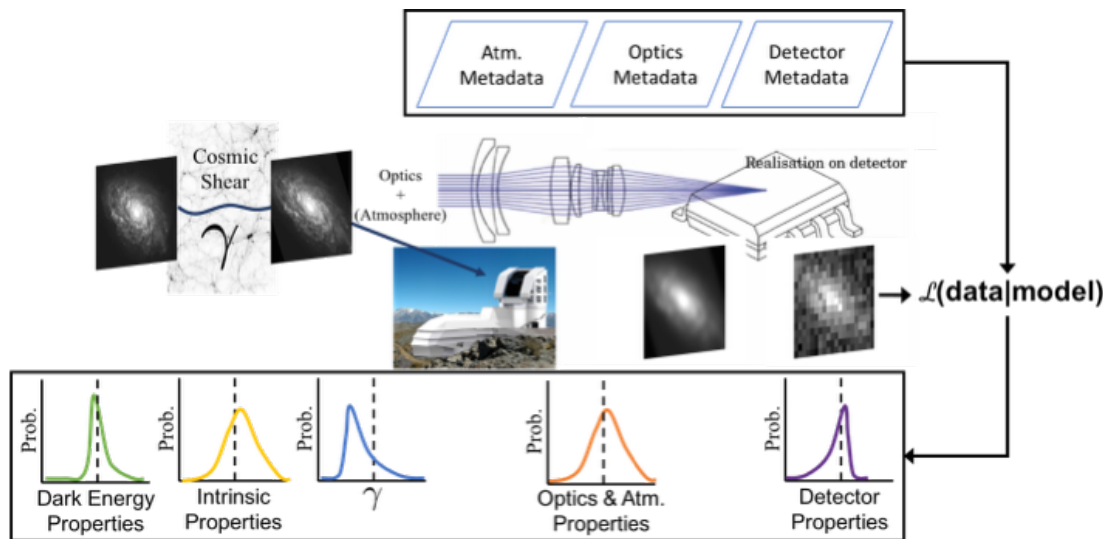 Atm.
Metadata
Optics
Metadata
Detector
Metadata
Cosmic
Shear
γ
Optics
+
(Atmosphere)
Realisation on detector
ℒ(data|model)
Prob.
Dark Energy
Properties
Prob.
Intrinsic
Properties
Prob.
γ
Prob.
Optics & Atm.
Properties
Prob.
Detector
Properties